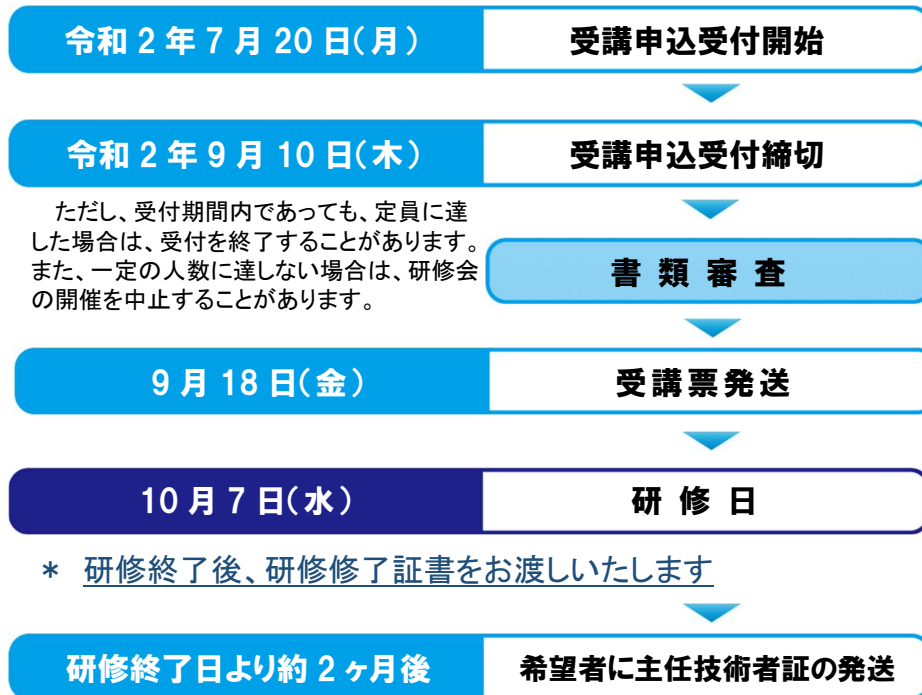 令和 2 年 7 月 20 日(月) 受講申込受付開始
令和 2 年 9 月 10 日(木) 受講申込受付締切
ただし、受付期間内であっても、定員に達
した場合は、受付を終了することがあります。
また、一定の人数に達しない場合は、研修会
の開催を中止することがあります。
書 類 審 査
9 月 18 日(金) 受講票発送
10 月 7 日(水) 研 修 日
* 研修終了後、研修修了証書をお渡しいたします
研修終了日より約 2 ヶ月後 希望者に主任技術者証の発送